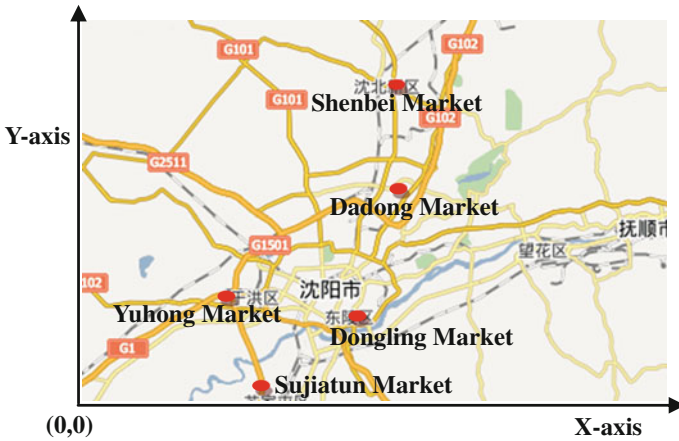 G101
G102
沈北新区
G101
Shenbei Market
G102
Y-axis
G2511
Dadong Market
抚顺市
G1501
望花区
102
沈阳市
于洪区
Yuhong Market
东陵区
G1
Dongling Market
Sujiatun Market
(0,0)
X-axis